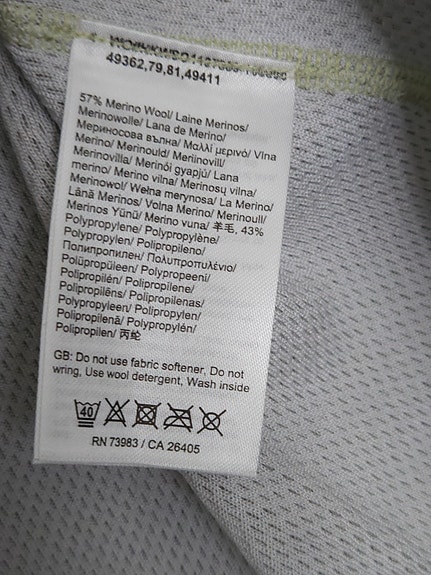 49362,79,81,49411
57% Merino Wool/ Laine Merinos/
Merinowolle/ Lana de Merino/
Мериносова вълна/ Μαλλί μερινό/ Vlna
Merino/ Merinould/ Meriinovill/
Merinovilla/ Merinói gyapjú/ Lana
merino/ Merino vilna/ Merinosų vilna/
Merinowol/ Wełna merynosa/ La Merino/
Lână Merinos/ Volna Merino/ Merinoull/
Merinos Yünü/ Merino vuna/ 羊毛, 43%
Polypropylene/ Polypropylène/
Polypropylen/ Polipropileno/
Полипропилен/ Πολυπροπυλένιο/
Polüpropüleen/ Polypropeeni/
Polipropilén/ Polipropilene/
Polipropilēns/ Polipropilenas/
Polypropyleen/ Polipropylen/
Polipropilenă/ Polypropylén/
Polipropilen/ 丙纶
GB: Do not use fabric softener, Do not
wring, Use wool detergent, Wash inside
40
RN 73983 / CA 26405